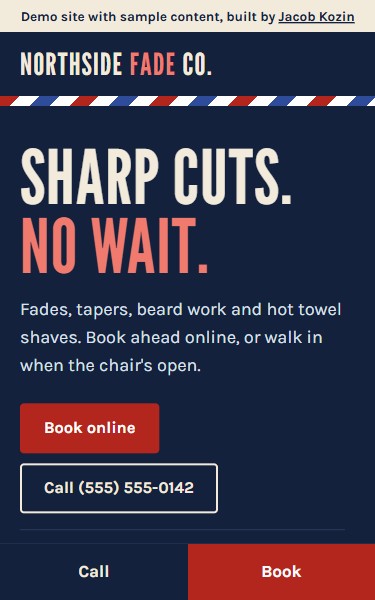 Demo site with sample content, built by Jacob Kozin
NORTHSIDE FADE CO.
SHARP CUTS.
NO WAIT.
Fades, tapers, beard work and hot towel
shaves. Book ahead online, or walk in
when the chair's open.
Book online
Call (555) 555-0142
Call
Book